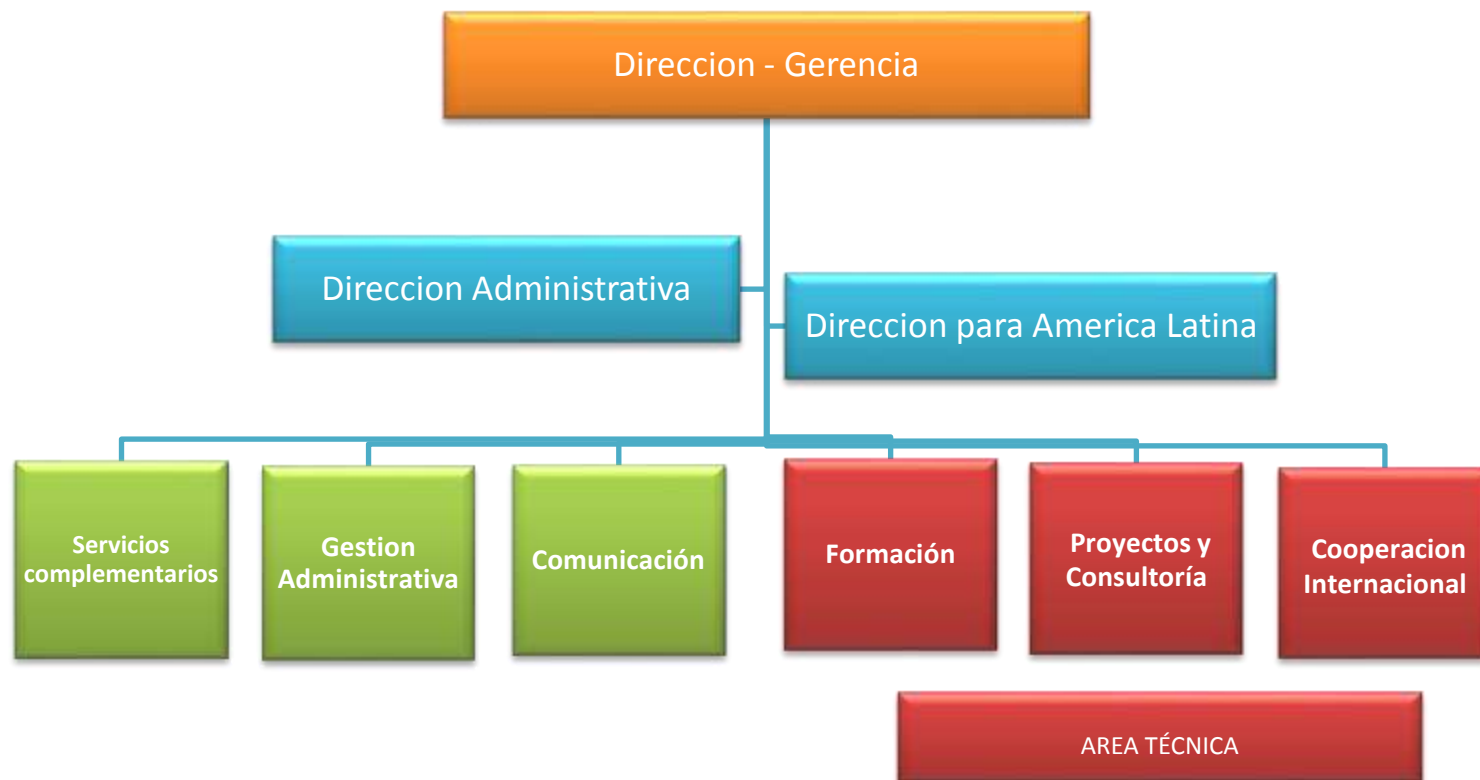 Direccion - Gerencia
Direccion Administrativa
Direccion para America Latina
Servicios
complementarios
Gestion
Administrativa
Comunicación
Formación
Proyectos y
Consultoría
Cooperacion
Internacional
AREA TÉCNICA